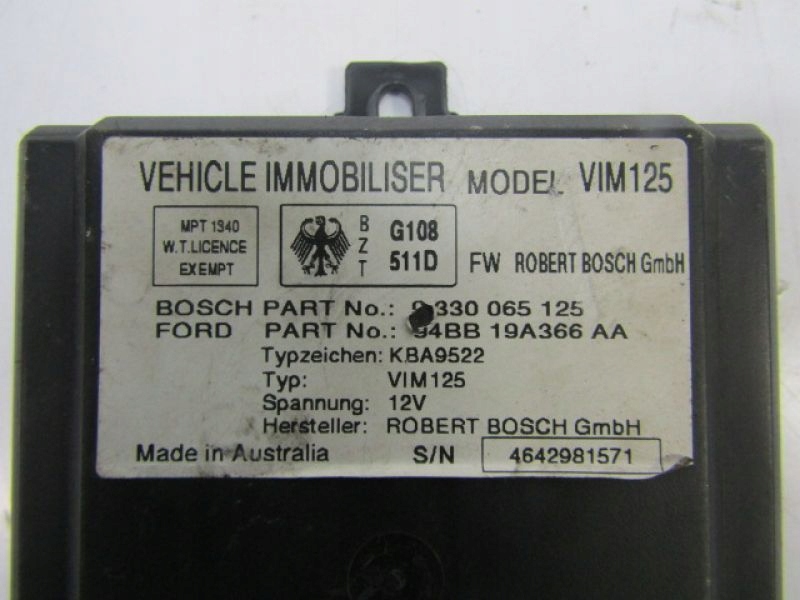 VEHICLE IMMOBILISER MODEL VIM125
MPT 1340
W.T.LICENCE
EXEMPT
BZT
G108
511D
FW ROBERT BOSCH GmbH
BOSCH PART No.: 330 065 125
FORD PART No.: 94BB 19A366 AA
Typzeichen: KBA9522
Typ: VIM125
Spannung: 12V
Hersteller: ROBERT BOSCH GmbH
Made in Australia S/N 4642981571